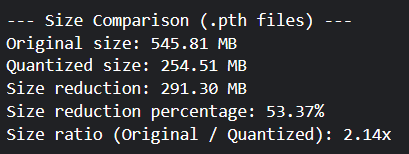 --- Size Comparison (.pth files) ---
Original size: 545.81 MB
Quantized size: 254.51 MB
Size reduction: 291.30 MB
Size reduction percentage: 53.37%
Size ratio (Original / Quantized): 2.14x